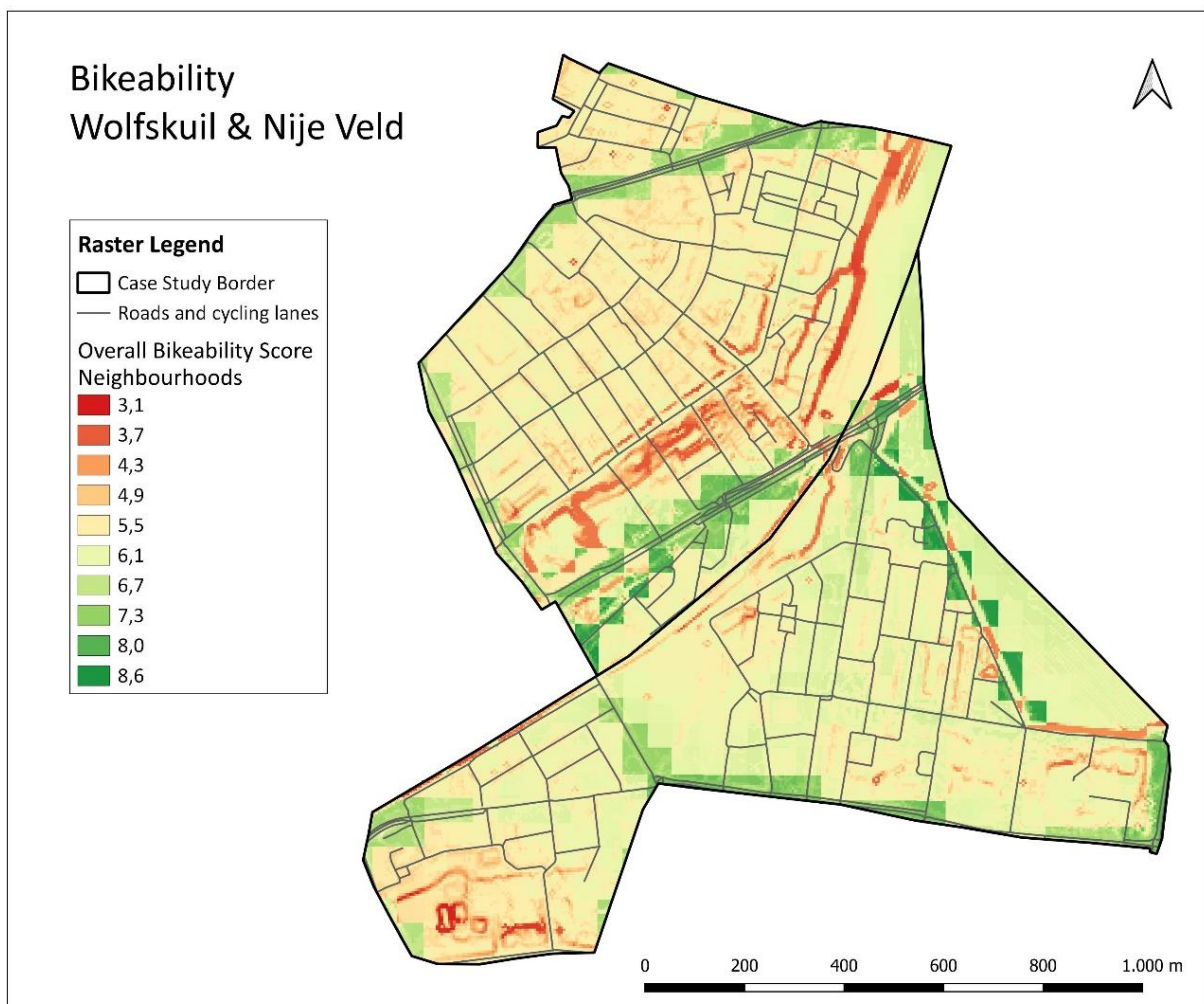 Bikeability
Wolfskuil & Nije Veld
Raster Legend
Case Study Border
Roads and cycling lanes
Overall Bikeability Score
Neighbourhoods
3,1
3,7
4,3
4,9
5,5
6,1
6,7
7,3
8,0
8,6
0 200 400 600 800 1.000 m